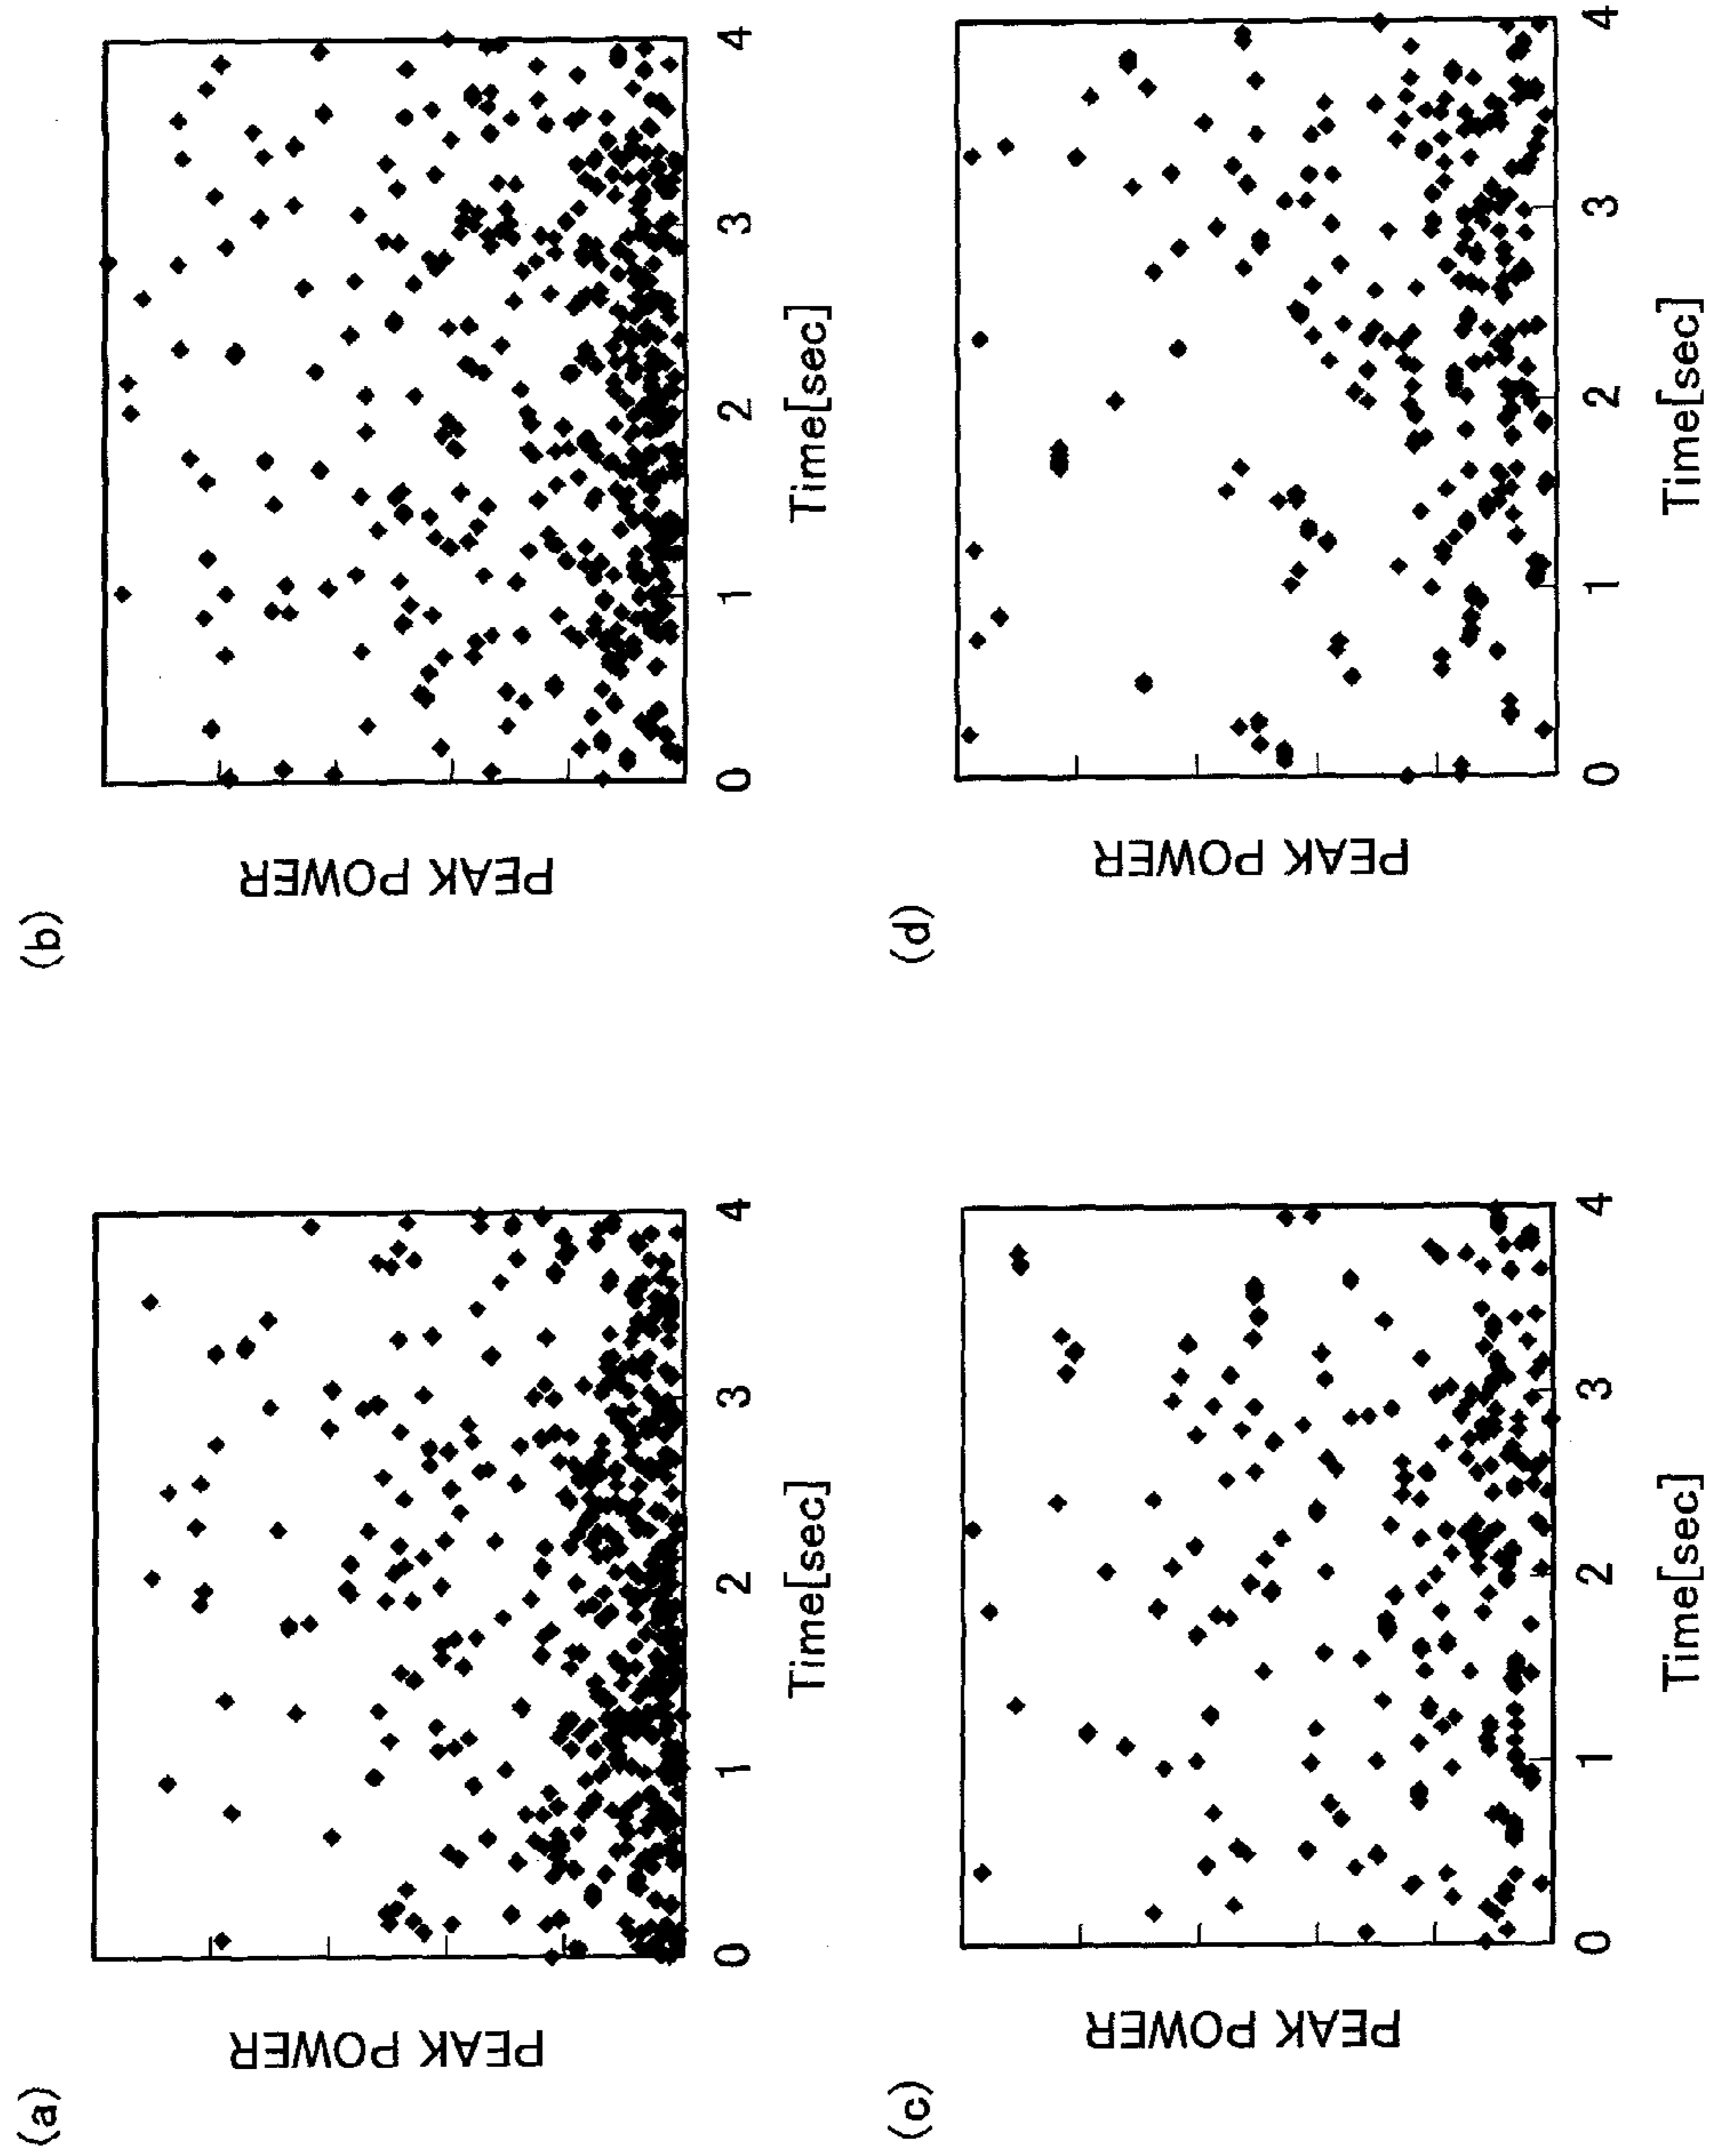 (a)
PEAK POWER
0 1 2 3 4
Time[sec]
(b)
PEAK POWER
0 1 2 3 4
Time[sec]
(c)
PEAK POWER
0 1 2 3 4
Time[sec]
(d)
PEAK POWER
0 1 2 3 4
Time[sec]